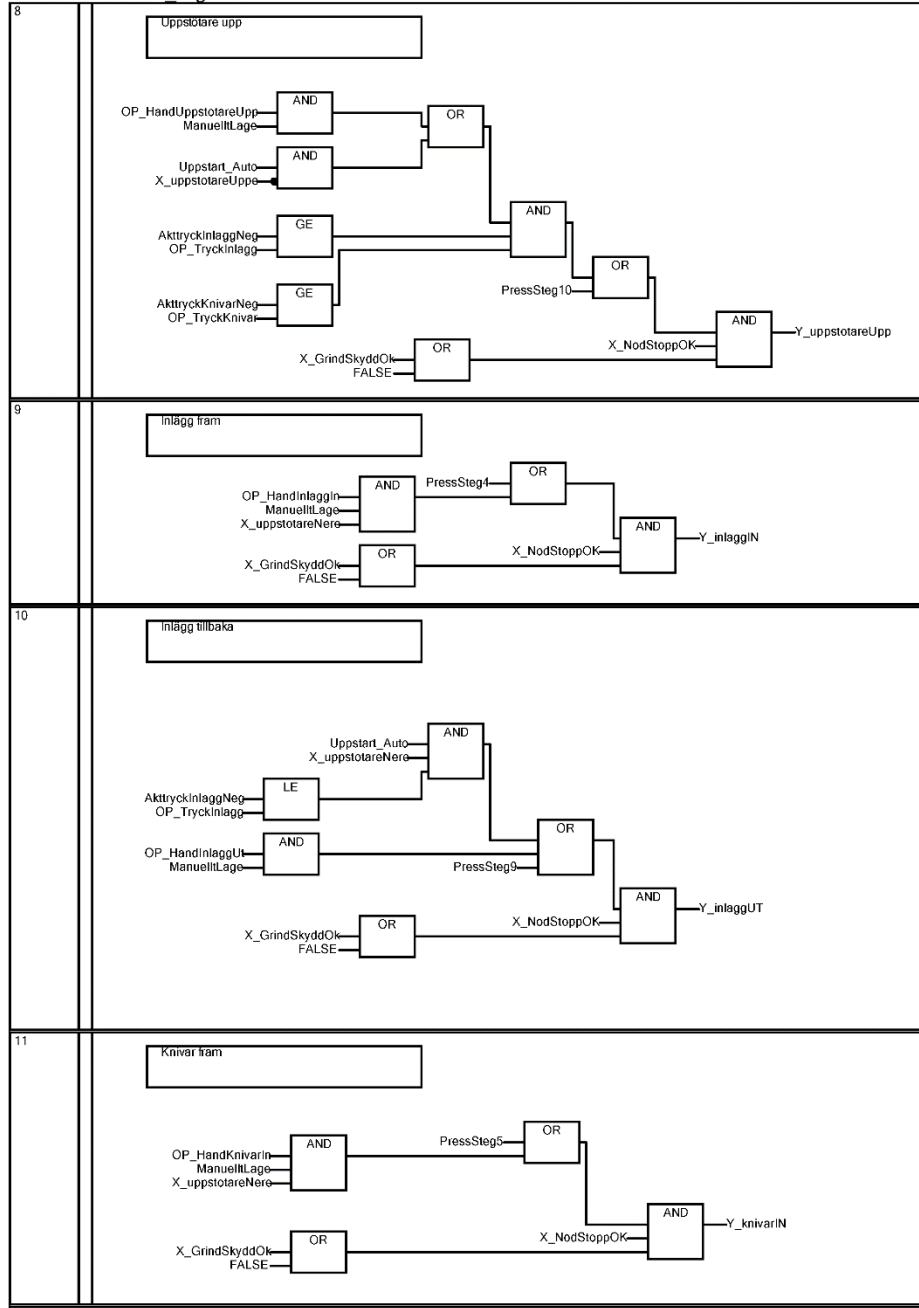 8
Uppstötare upp
AND
OP_HandUppstotareUpp
ManuelltLage
OR
AND
Uppstart_Auto
X_uppstotareUppe
AND
GE
AkttryckInlaggNeg
OP_TryckInlagg
OR
GE
PressSteg10
AkttryckKnivarNeg
OP_TryckKnivar
AND
Y_uppstotareUpp
X_NodStoppOK
OR
X_GrindSkyddOk
FALSE
9
Inlägg fram
OR
PressSteg4
AND
OP_HandInlaggIn
ManuelltLage
X_uppstotareNere
AND
Y_inlaggIN
X_NodStoppOK
OR
X_GrindSkyddOk
FALSE
10
Inlägg tillbaka
AND
Uppstart_Auto
X_uppstotareNere
LE
AkttryckInlaggNeg
OP_TryckInlagg
OR
AND
OP_HandInlaggUt
ManuelltLage
PressSteg9
AND
Y_inlaggUT
X_NodStoppOK
OR
X_GrindSkyddOk
FALSE
11
Knivar fram
OR
PressSteg5
AND
OP_HandKnivarIn
ManuelltLage
X_uppstotareNere
AND
Y_knivarIN
X_NodStoppOK
OR
X_GrindSkyddOk
FALSE